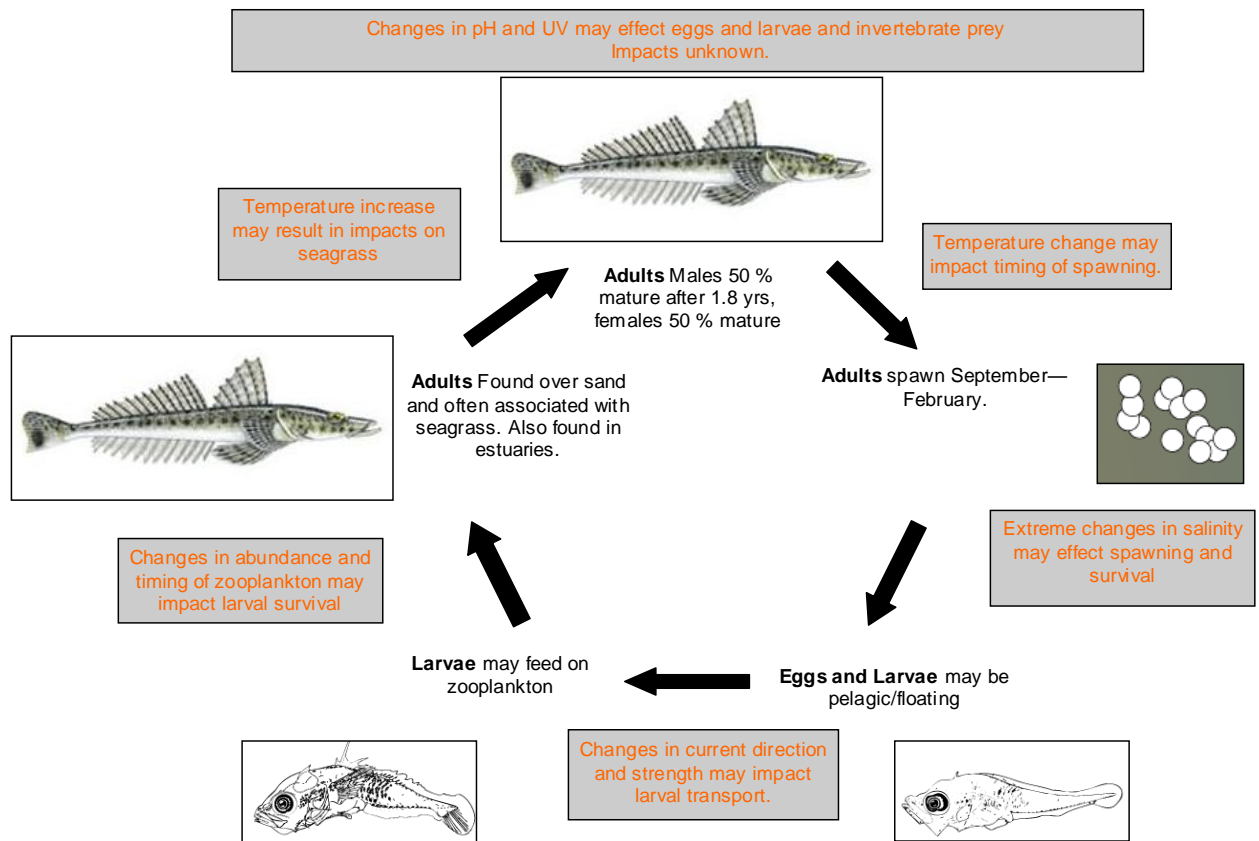 Changes in pH and UV may effect eggs and larvae and invertebrate prey
Impacts unknown.
Temperature increase
may result in impacts on
seagrass
Temperature change may
impact timing of spawning.
Adults Males 50 %
mature after 1.8 yrs,
females 50 % mature
Adults Found over sand
and often associated with
seagrass. Also found in
estuaries.
Adults spawn September—
February.
Changes in abundance and
timing of zooplankton may
impact larval survival
Extreme changes in salinity
may effect spawning and
survival
Larvae may feed on
zooplankton
Eggs and Larvae may be
pelagic/floating
Changes in current direction
and strength may impact
larval transport.